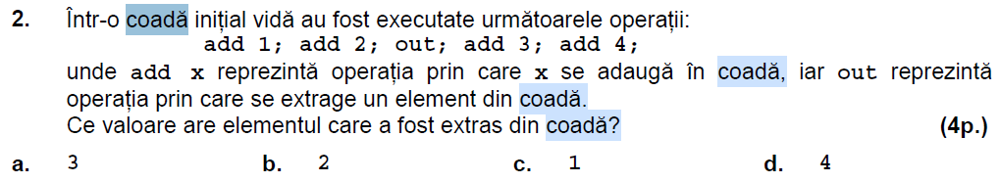 2. Într-o coadă inițial vidă au fost executate următoarele operații:
add 1; add 2; out; add 3; add 4;
unde add x reprezintă operația prin care x se adaugă în coadă, iar out reprezintă
operația prin care se extrage un element din coadă.
Ce valoare are elementul care a fost extras din coadă? (4p.)
a. 3 b. 2 c. 1 d. 4